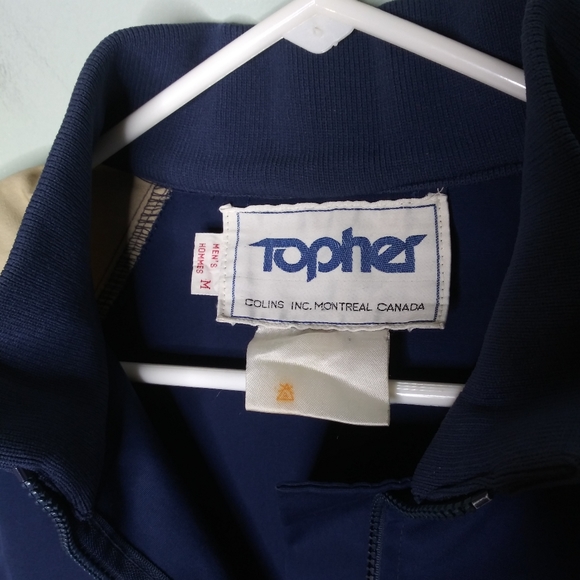 Topher
COLINS INC. MONTREAL CANADA
MEN'S
HOMMES M